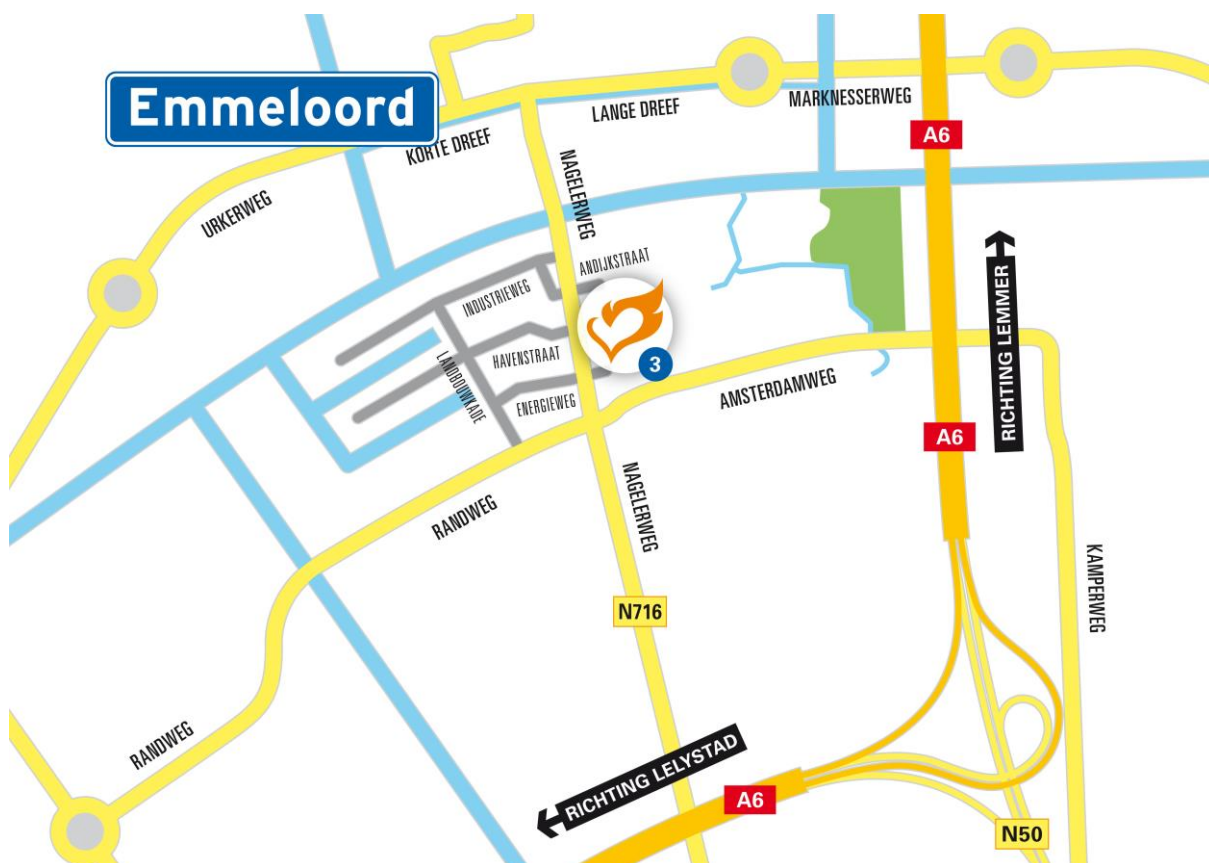 Emmeloord
LANGE DREEF
MARKNESSERWEG
KORTE DREEF
A6
URKERWEG
NAGELERWEG
ANDIJKSTRAAT
INDUSTRIEWEG
RICHTING LEMMER
HAVENSTRAAT
LANDBOUWKADE
3
ENERGIEWEG
AMSTERDAMWEG
A6
RANDWEG
NAGELERWEG
KAMPERWEG
N716
RANDWEG
RICHTING LELYSTAD
A6
N50